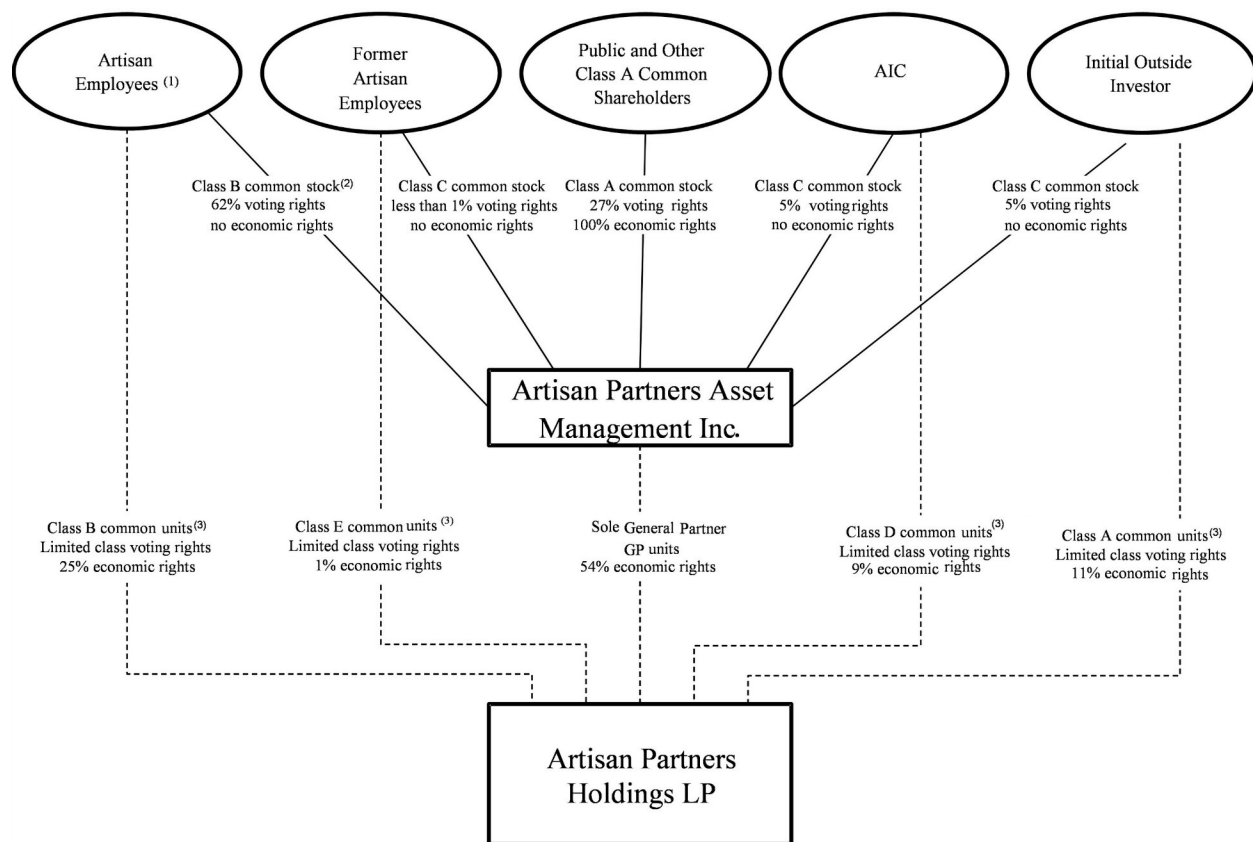 Artisan
Employees (1)
Former
Artisan
Employees
Public and Other
Class A Common
Shareholders
AIC
Initial Outside
Investor
Class B common stock(2)
62% voting rights
no economic rights
Class C common stock
less than 1% voting rights
no economic rights
Class A common stock
27% voting rights
100% economic rights
Class C common stock
5% voting rights
no economic rights
Class C common stock
5% voting rights
no economic rights
Artisan Partners Asset
Management Inc.
Class B common units(3)
Limited class voting rights
25% economic rights
Class E common units (3)
Limited class voting rights
1% economic rights
Sole General Partner
GP units
54% economic rights
Class D common units(3)
Limited class voting rights
9% economic rights
Class A common units(3)
Limited class voting rights
11% economic rights
Artisan Partners
Holdings LP